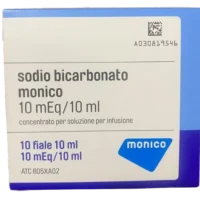 A030819546
sodio bicarbonato
monico
10 mEq/10 ml
concentrato per soluzione per infusione
10 fiale 10 ml
10 mEq/10 ml
monico
ATC B05XA02